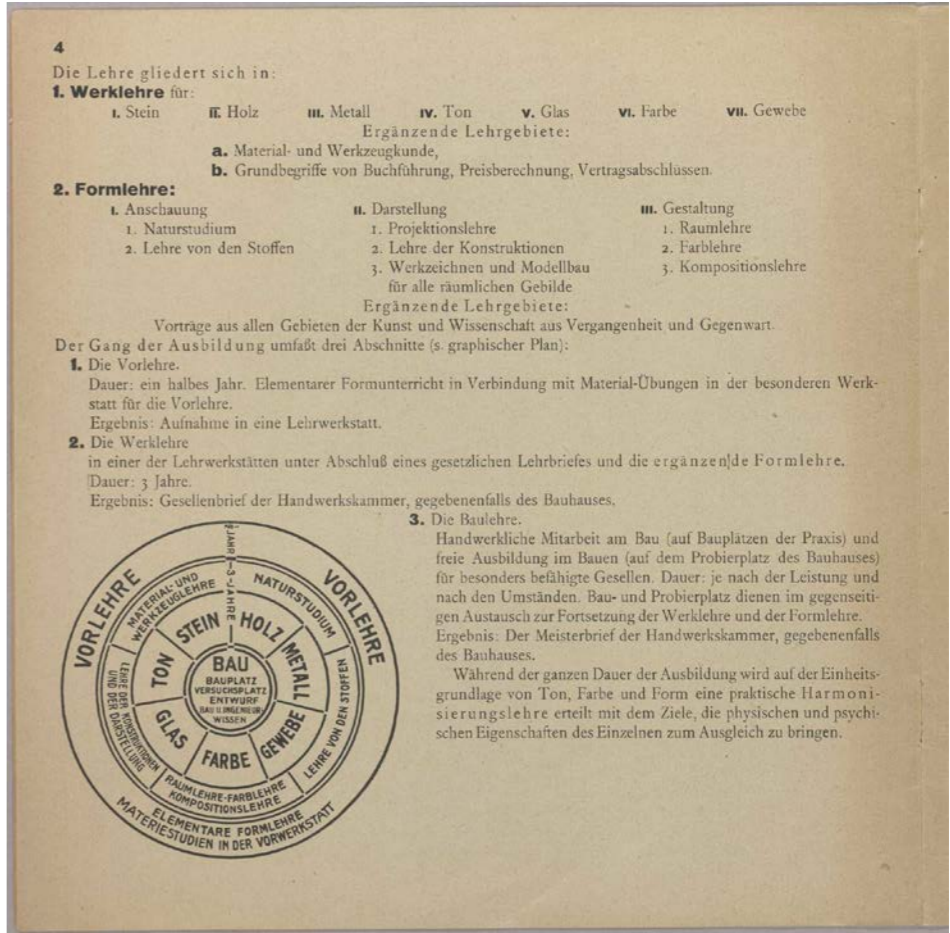 4
Die Lehre gliedert sich in:
1. Werklehre für:
I. Stein II. Holz III. Metall IV. Ton V. Glas VI. Farbe VII. Gewebe
Ergänzende Lehrgebiete:
a. Material- und Werkzeugkunde,
b. Grundbegriffe von Buchführung, Preisberechnung, Vertragsabschlüssen.
2. Formlehre:
I. Anschauung II. Darstellung III. Gestaltung
1. Naturstudium 1. Projektionslehre 1. Raumlehre
2. Lehre von den Stoffen 2. Lehre der Konstruktionen 2. Farblehre
3. Werkzeichnen und Modellbau 3. Kompositionslehre
für alle räumlichen Gebilde
Ergänzende Lehrgebiete:
Vorträge aus allen Gebieten der Kunst und Wissenschaft aus Vergangenheit und Gegenwart.
Der Gang der Ausbildung umfaßt drei Abschnitte (s. graphischer Plan):
1. Die Vorlehre.
Dauer: ein halbes Jahr. Elementarer Formunterricht in Verbindung mit Material-Übungen in der besonderen Werk-
statt für die Vorlehre.
Ergebnis: Aufnahme in eine Lehrwerkstatt.
2. Die Werklehre
in einer der Lehrwerkstätten unter Abschluß eines gesetzlichen Lehrbriefes und die ergänzende Formlehre.
Dauer: 3 Jahre.
Ergebnis: Gesellenbrief der Handwerkskammer, gegebenenfalls des Bauhauses.
3. Die Baulehre.
Handwerkliche Mitarbeit am Bau (auf Bauplätzen der Praxis) und
freie Ausbildung im Bauen (auf dem Probierplatz des Bauhauses)
für besonders befähigte Gesellen. Dauer: je nach der Leistung und
nach den Umständen. Bau- und Probierplatz dienen im gegenseiti-
gen Austausch zur Fortsetzung der Werklehre und der Formlehre.
Ergebnis: Der Meisterbrief der Handwerkskammer, gegebenenfalls
des Bauhauses.
Während der ganzen Dauer der Ausbildung wird auf der Einheits-
grundlage von Ton, Farbe und Form eine praktische Harmoni-
sierungslehre erteilt mit dem Ziele, die physischen und psychi-
schen Eigenschaften des Einzelnen zum Ausgleich zu bringen.
VORLEHRE
VORLEHRE
½ JAHR
3 JAHRE
MATERIAL- UND
WERKZEUGLEHRE
NATURSTUDIUM
LEHRE VON DEN STOFFEN
RAUMLEHRE-FARBLEHRE
KOMPOSITIONSLEHRE
LEHRE DER KONSTRUKTIONEN
UND DER DARSTELLUNG
STEIN
HOLZ
METALL
GEWEBE
FARBE
GLAS
TON
BAU
BAUPLATZ
VERSUCHSPLATZ
ENTWURF
BAU U. INGENIEUR-
WISSEN
ELEMENTARE FORMLEHRE
MATERIESTUDIEN IN DER VORWERKSTATT